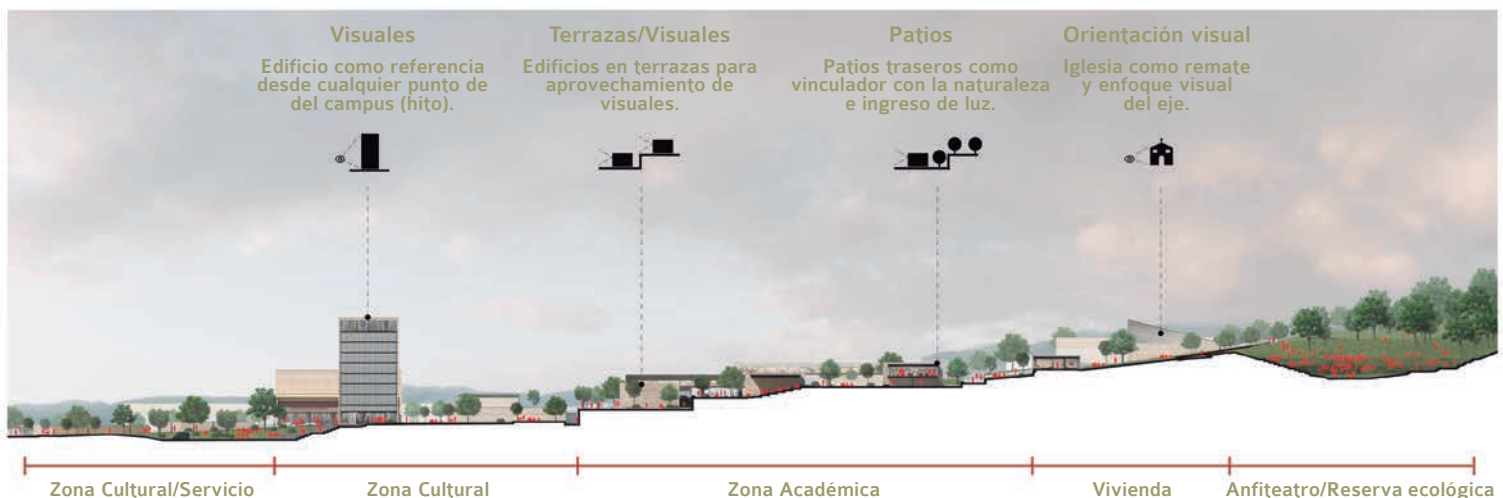 Visuales
Edificio como referencia
desde cualquier punto de
del campus (hito).
Terrazas/Visuales
Edificios en terrazas para
aprovechamiento de
visuales.
Patios
Patios traseros como
vinculador con la naturaleza
e ingreso de luz.
Orientación visual
Iglesia como remate
y enfoque visual
del eje.
Zona Cultural/Servicio
Zona Cultural
Zona Académica
Vivienda
Anfiteatro/Reserva ecológica